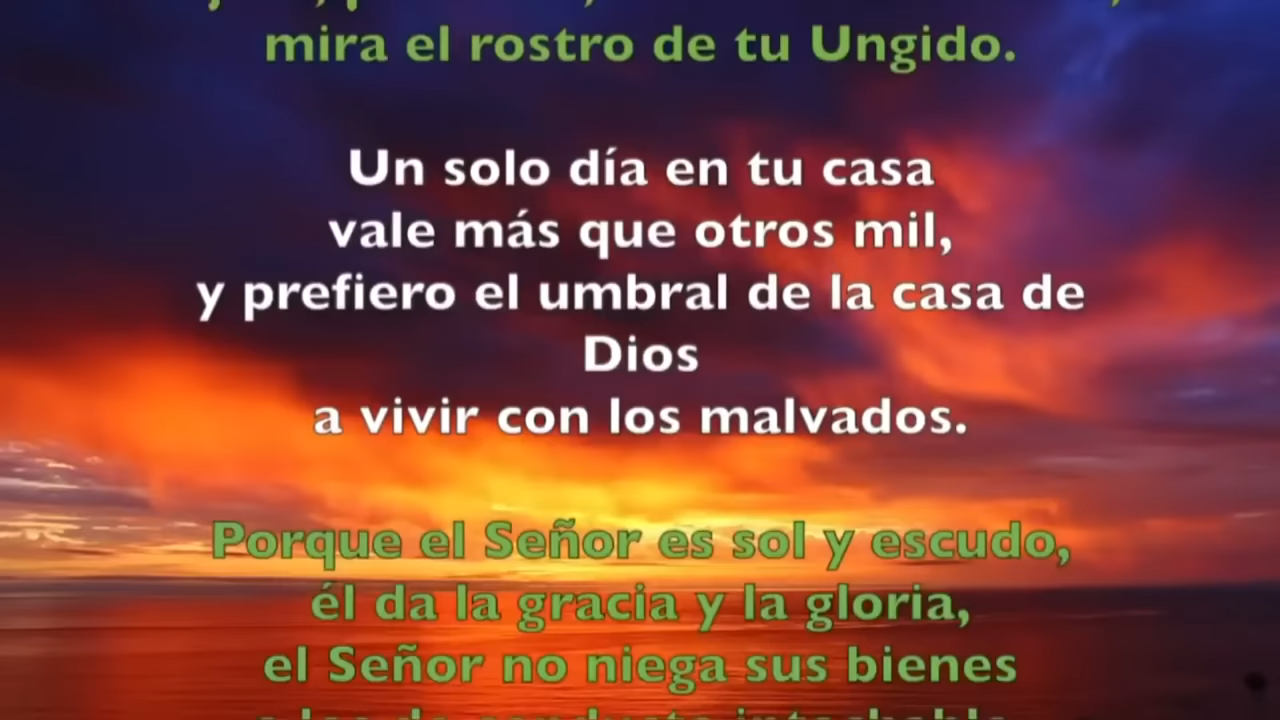 mira el rostro de tu Ungido.
Un solo día en tu casa
vale más que otros mil,
y prefiero el umbral de la casa de
Dios
a vivir con los malvados.
Porque el Señor es sol y escudo,
él da la gracia y la gloria,
el Señor no niega sus bienes